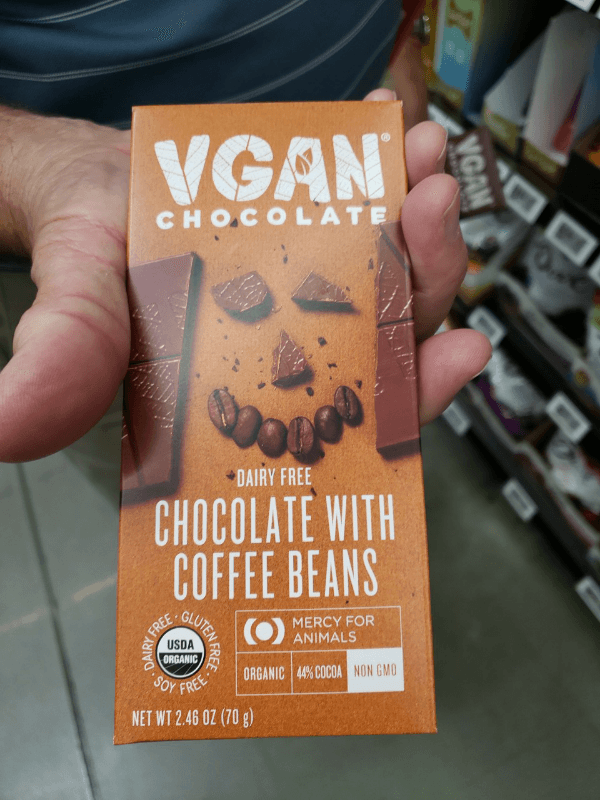 VGAN®
CHOCOLATE
DAIRY FREE
CHOCOLATE WITH
COFFEE BEANS
DAIRY FREE · GLUTEN FREE · SOY FREE ·
USDA
ORGANIC
MERCY FOR
ANIMALS
ORGANIC 44% COCOA NON GMO
NET WT 2.46 OZ (70 g)
VGAN